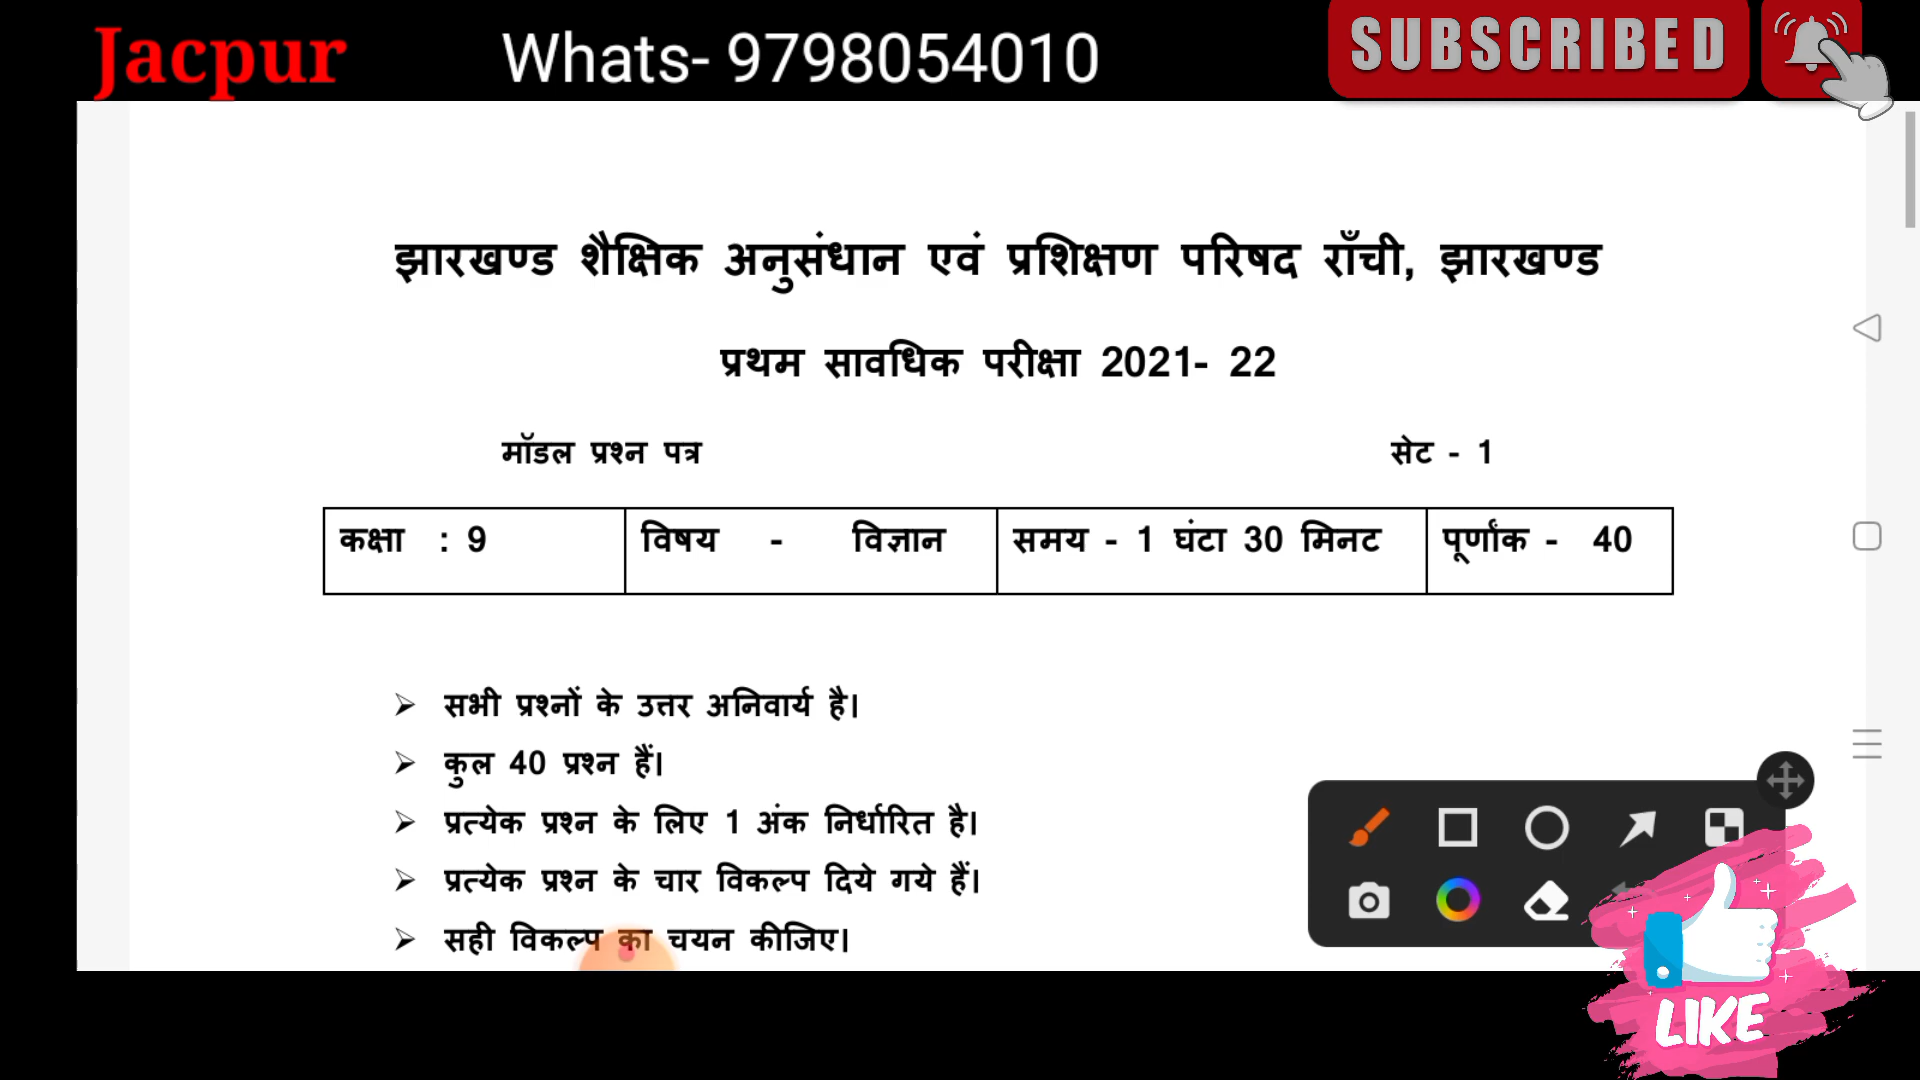 Jacpur Whats- 9798054010 SUBSCRIBED
झारखण्ड शैक्षिक अनुसंधान एवं प्रशिक्षण परिषद राँची, झारखण्ड
प्रथम सावधिक परीक्षा 2021- 22
मॉडल प्रश्न पत्र सेट - 1
कक्षा : 9 विषय - विज्ञान समय - 1 घंटा 30 मिनट पूर्णांक - 40
➢ सभी प्रश्नों के उत्तर अनिवार्य है।
➢ कुल 40 प्रश्न हैं।
➢ प्रत्येक प्रश्न के लिए 1 अंक निर्धारित है।
➢ प्रत्येक प्रश्न के चार विकल्प दिये गये हैं।
➢ सही विकल्प का चयन कीजिए।
LIKE